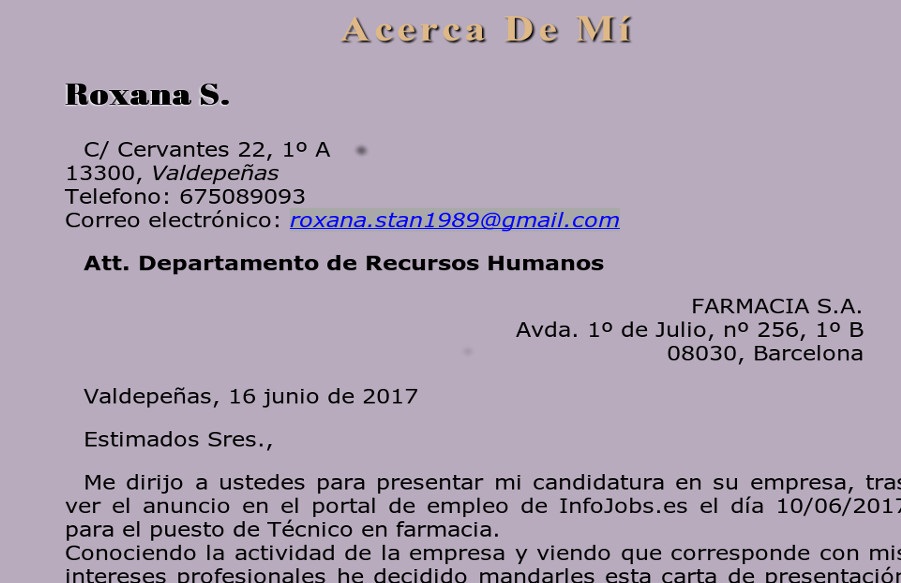 Acerca De Mí
Roxana S.
C/ Cervantes 22, 1º A
13300, Valdepeñas
Telefono: 675089093
Correo electrónico: roxana.stan1989@gmail.com
Att. Departamento de Recursos Humanos
FARMACIA S.A.
Avda. 1º de Julio, nº 256, 1º B
08030, Barcelona
Valdepeñas, 16 junio de 2017
Estimados Sres.,
Me dirijo a ustedes para presentar mi candidatura en su empresa, tras
ver el anuncio en el portal de empleo de InfoJobs.es el día 10/06/2017
para el puesto de Técnico en farmacia.
Conociendo la actividad de la empresa y viendo que corresponde con mis
intereses profesionales he decidido mandarles esta carta de presentación